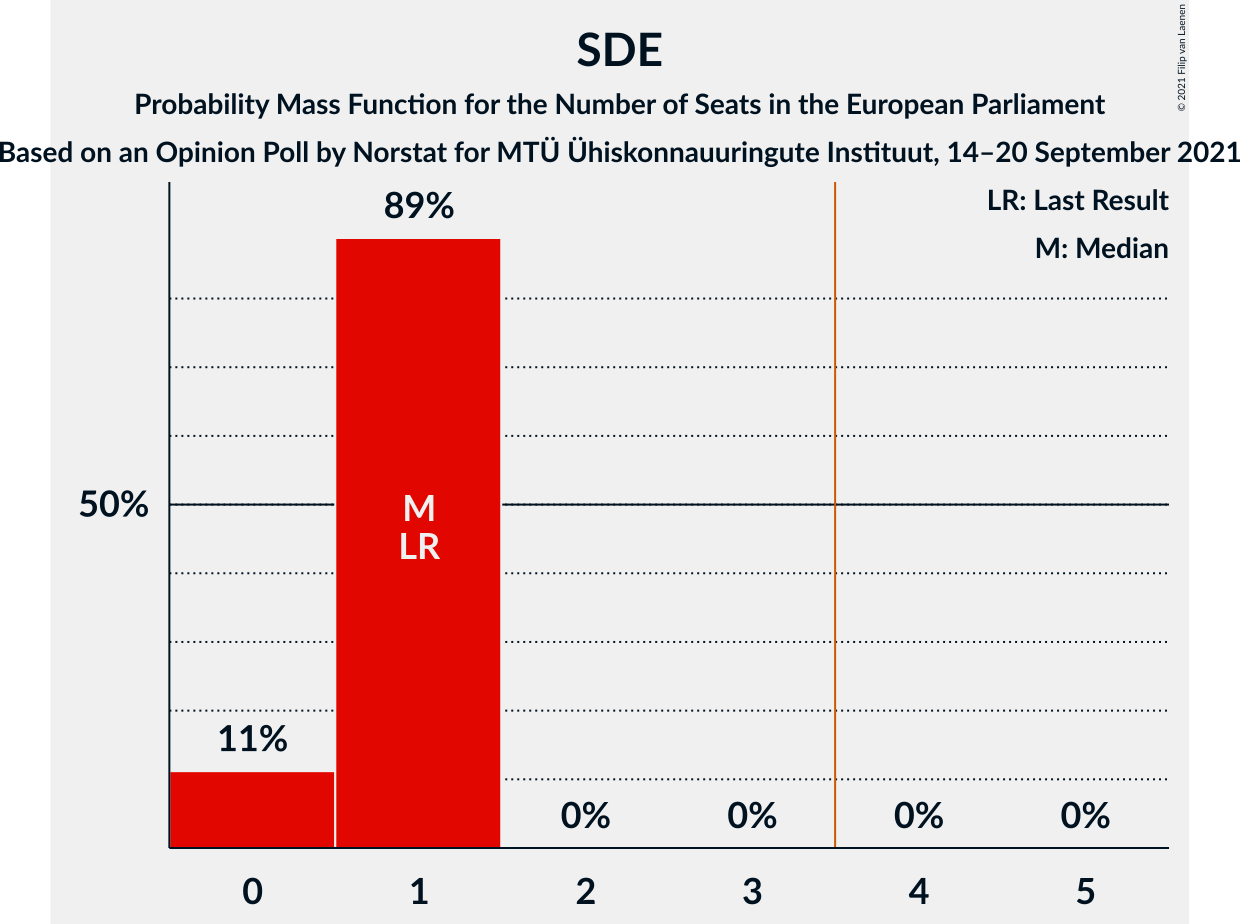 SDE
Probability Mass Function for the Number of Seats in the European Parliament
Based on an Opinion Poll by Norstat for MTÜ Ühiskonnauuringute Instituut, 14–20 September 2021
© 2021 Filip van Laenen
LR: Last Result
M: Median
89%
50%
M
LR
11%
0%
0%
0%
0%
0
1
2
3
4
5